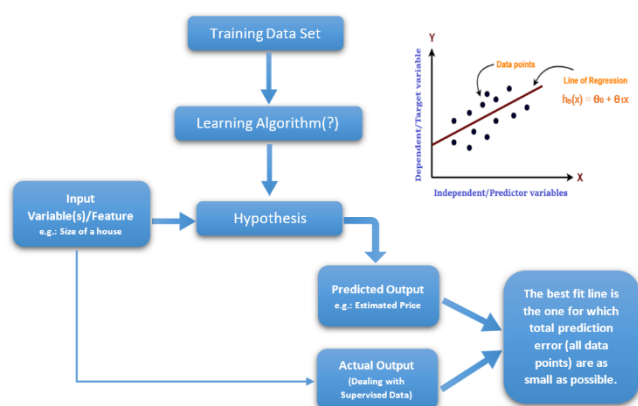 Training Data Set
Learning Algorithm(?)
Input
Variable(s)/Feature
e.g.: Size of a house
Hypothesis
Predicted Output
e.g.: Estimated Price
Actual Output
(Dealing with
Supervised Data)
The best fit line is
the one for which
total prediction
error (all data
points) are as
small as possible.
Y
Dependent/Target variable
Data points
Line of Regression
hθ(x) = θ0 + θ1x
X
Independent/Predictor variables